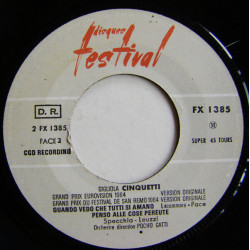 disques
festival
D. R.
FX 1385
2 FX 1385
FACE 2
CGD RECORDING
SUPER 45 TOURS
GIGLIOLA CINQUETTI
GRAND PRIX EUROVISION 1964 VERSION ORIGINALE
GRAND PRIX DU FESTIVAL DE SAN REMO 1964 VERSION ORIGINALE
QUANDO VEDO CHE TUTTI SI AMANO
Pace
PENSO ALLE COSE PERDUTE
Specchia - Leuzzi
Orchestre direction POCHO GATTI